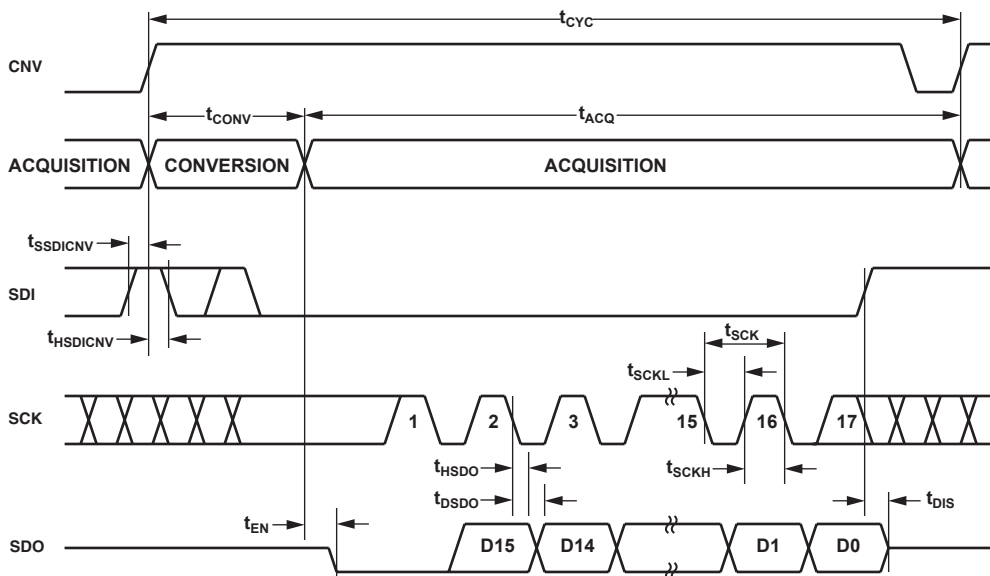 tCYC
CNV
tCONV
tACQ
ACQUISITION
CONVERSION
ACQUISITION
tSSDICNV
SDI
tHSDICNV
tSCK
tSCKL
SCK
1
2
3
15
16
17
tHSDO
tSCKH
tDSDO
tEN
tDIS
SDO
D15
D14
D1
D0